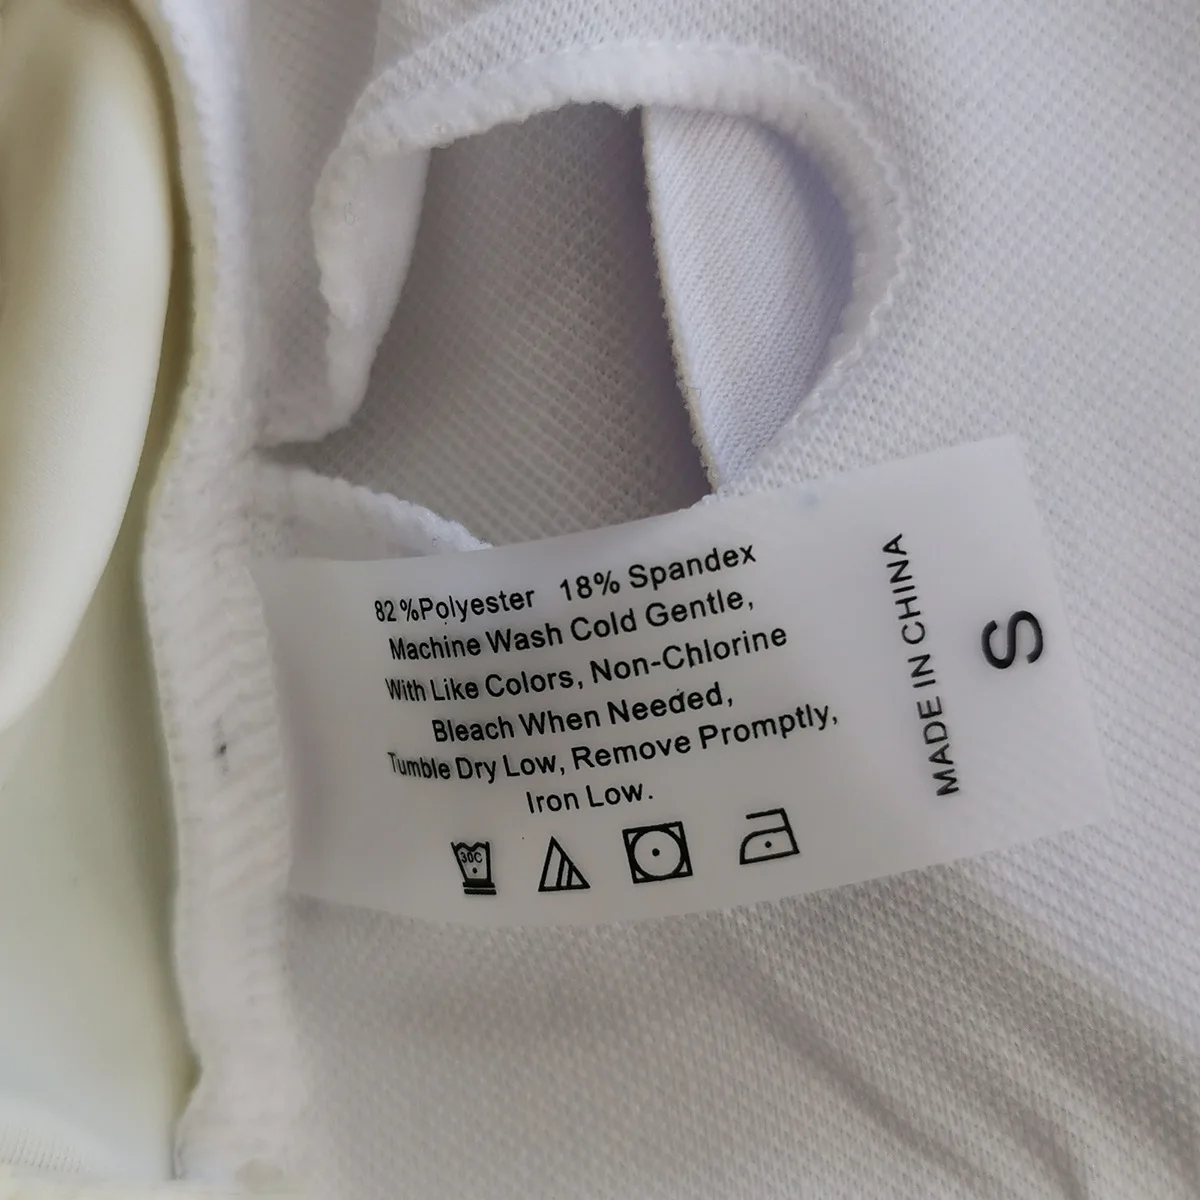 82 %Polyester 18% Spandex
Machine Wash Cold Gentle,
With Like Colors, Non-Chlorine
Bleach When Needed,
Tumble Dry Low, Remove Promptly,
Iron Low.
30C
MADE IN CHINA
S